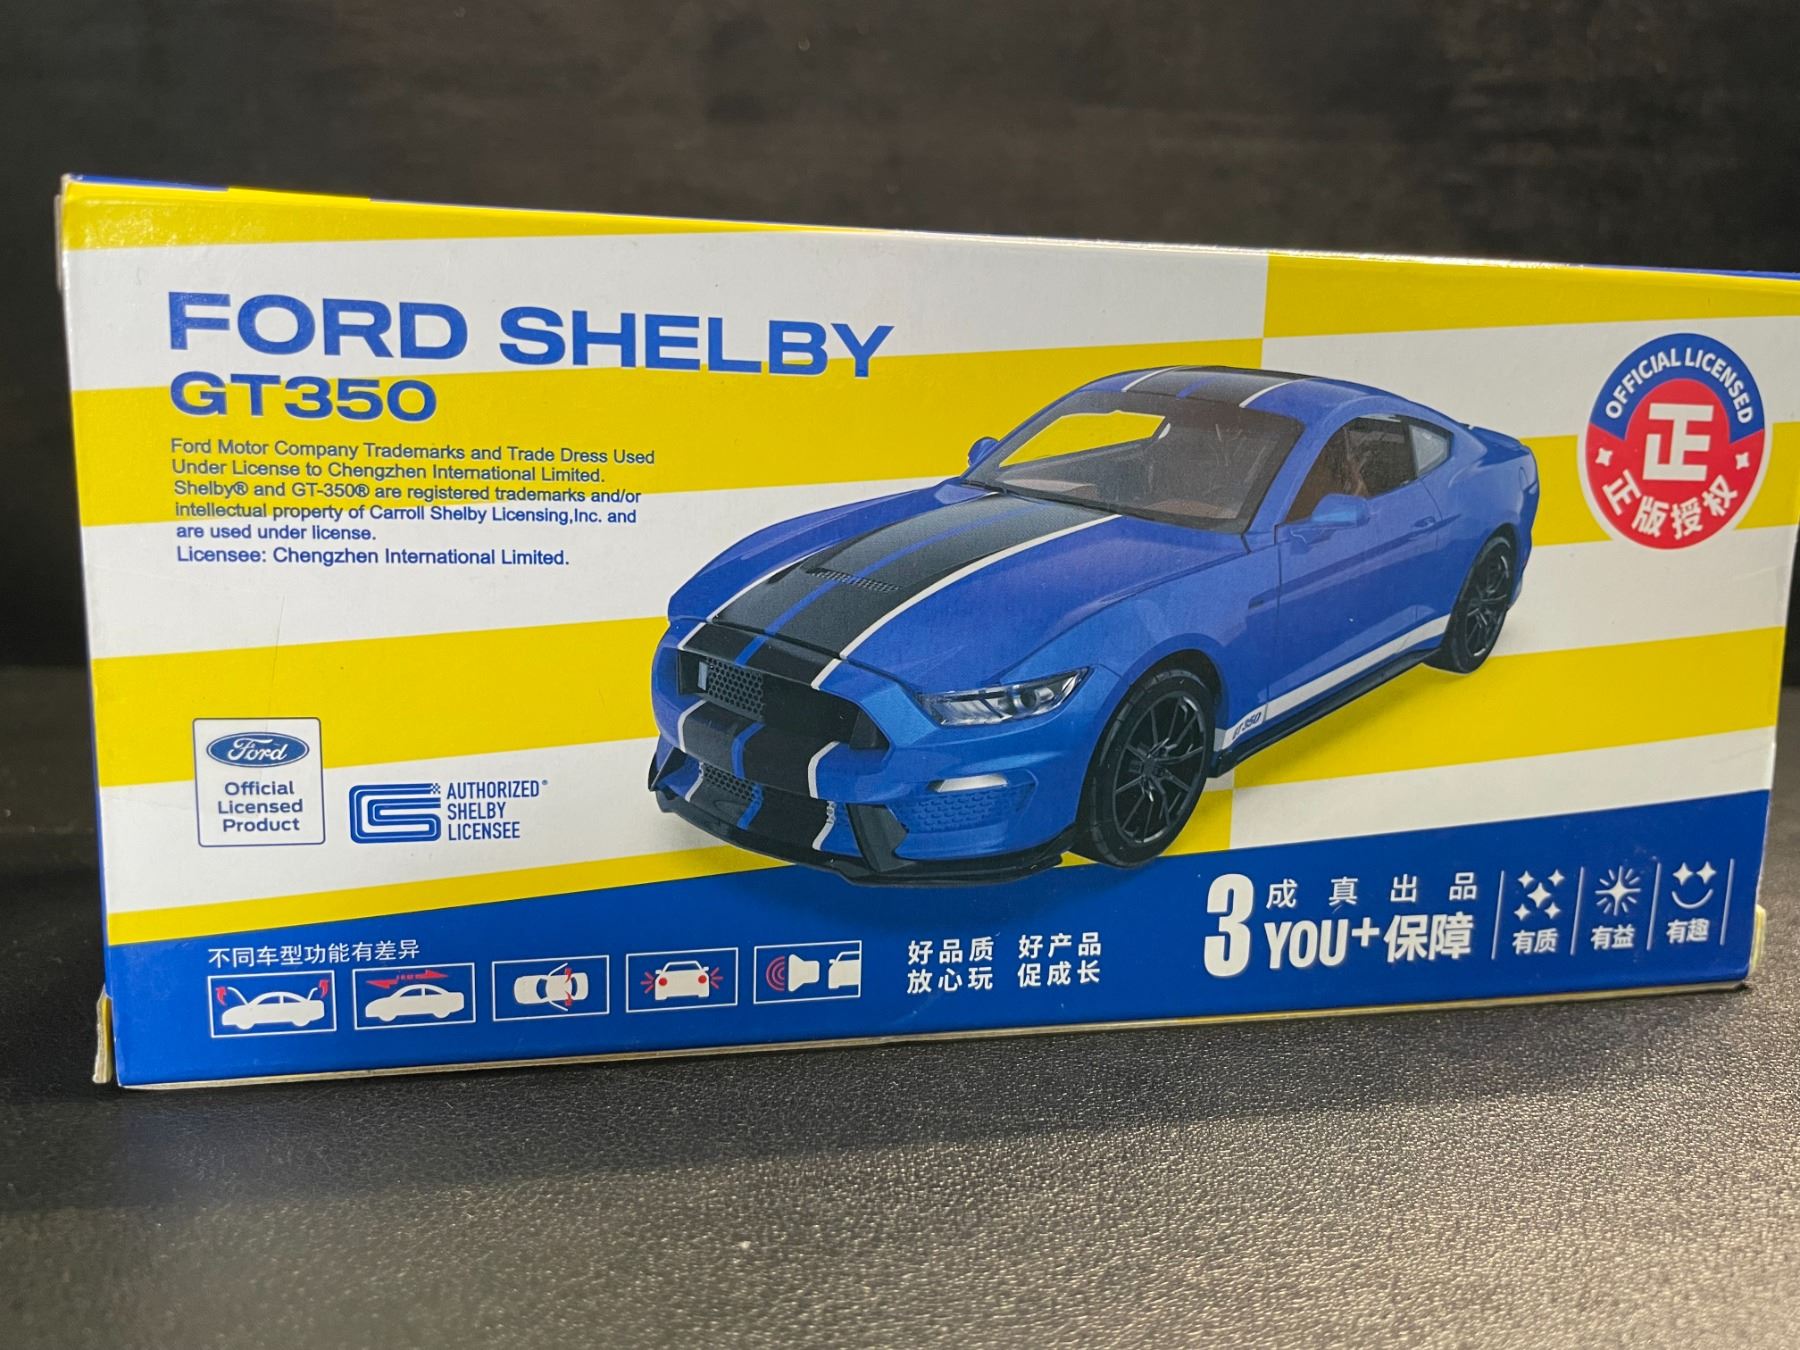 FORD SHELBY
GT350
Ford Motor Company Trademarks and Trade Dress Used
Under License to Chengzhen International Limited.
Shelby® and GT-350® are registered trademarks and/or
intellectual property of Carroll Shelby Licensing,Inc. and
are used under license.
Licensee: Chengzhen International Limited.
OFFICIAL LICENSED
正
正版授权
GT350
Ford
Official
Licensed
Product
AUTHORIZED®
SHELBY
LICENSEE
不同车型功能有差异
好品质 好产品
放心玩 促成长
3 成真出品
YOU+保障
有质
有益
有趣